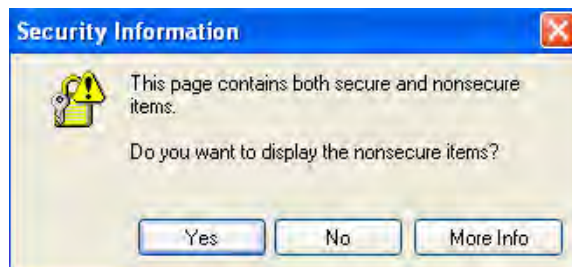 Security Information
This page contains both secure and nonsecure
items.
Do you want to display the nonsecure items?
Yes No More Info